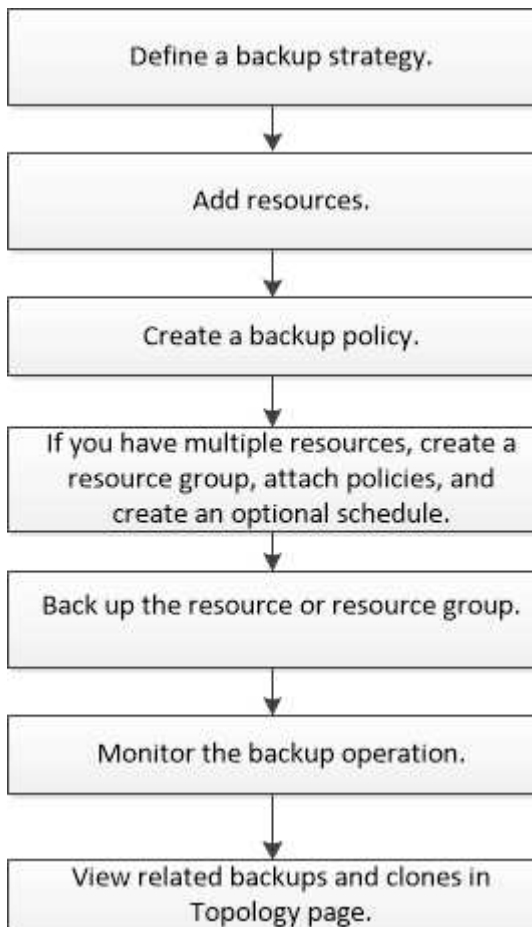 Define a backup strategy.
Add resources.
Create a backup policy.
If you have multiple resources, create a
resource group, attach policies, and
create an optional schedule.
Back up the resource or resource group.
Monitor the backup operation.
View related backups and clones in
Topology page.